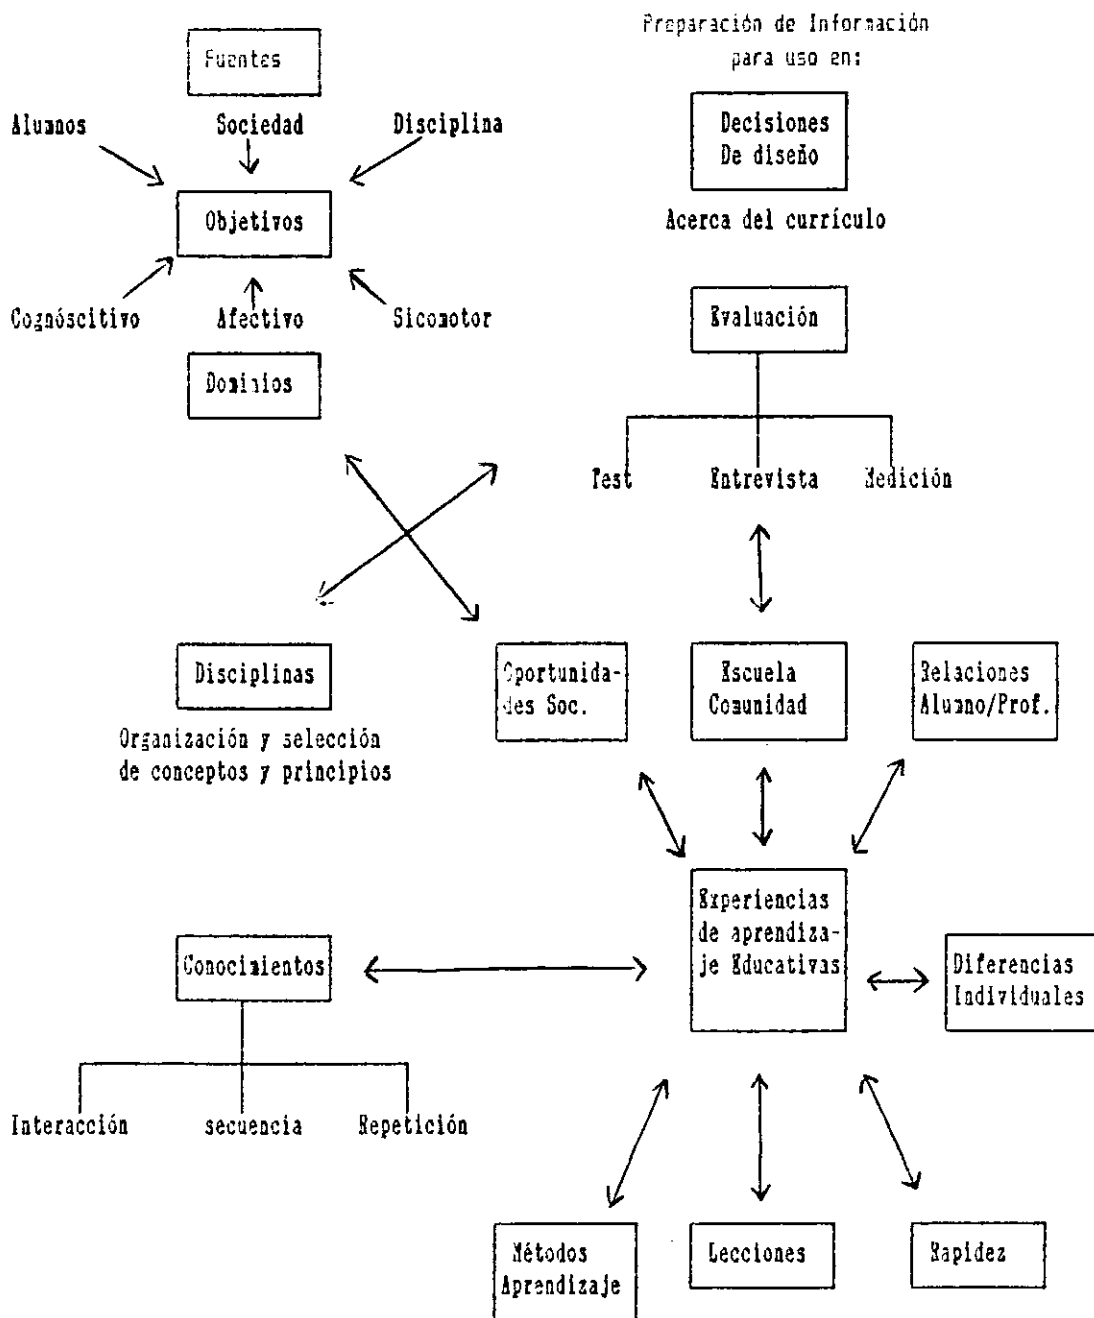 Preparación de Información
para uso en:
Fuentes
Alumnos
Sociedad
Disciplina
Decisiones
De diseño
Objetivos
Acerca del currículo
Cognóscitivo
Afectivo
Sicomotor
Evaluación
Dominios
Test
Entrevista
Medición
Disciplinas
Organización y selección
de conceptos y principios
Oportunida-
des Soc.
Escuela
Comunidad
Relaciones
Alumno/Prof.
Experiencias
de aprendiza-
je Educativas
Conocimientos
Diferencias
Individuales
Interacción
secuencia
Repetición
Métodos
Aprendizaje
Lecciones
Rapidez